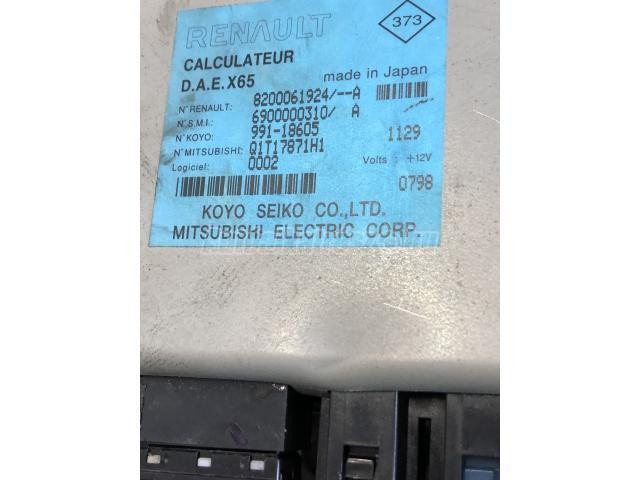 RENAULT
373
CALCULATEUR
D.A.E.X65
made in Japan
N° RENAULT: 8200061924/--A
N° S.M.I.: 6900000310/ A
N° KOYO: 991-18605 1129
N° MITSUBISHI: Q1T17871H1
Logiciel: 0002 Volts : +12V
0798
KOYO SEIKO CO.,LTD.
MITSUBISHI ELECTRIC CORP.